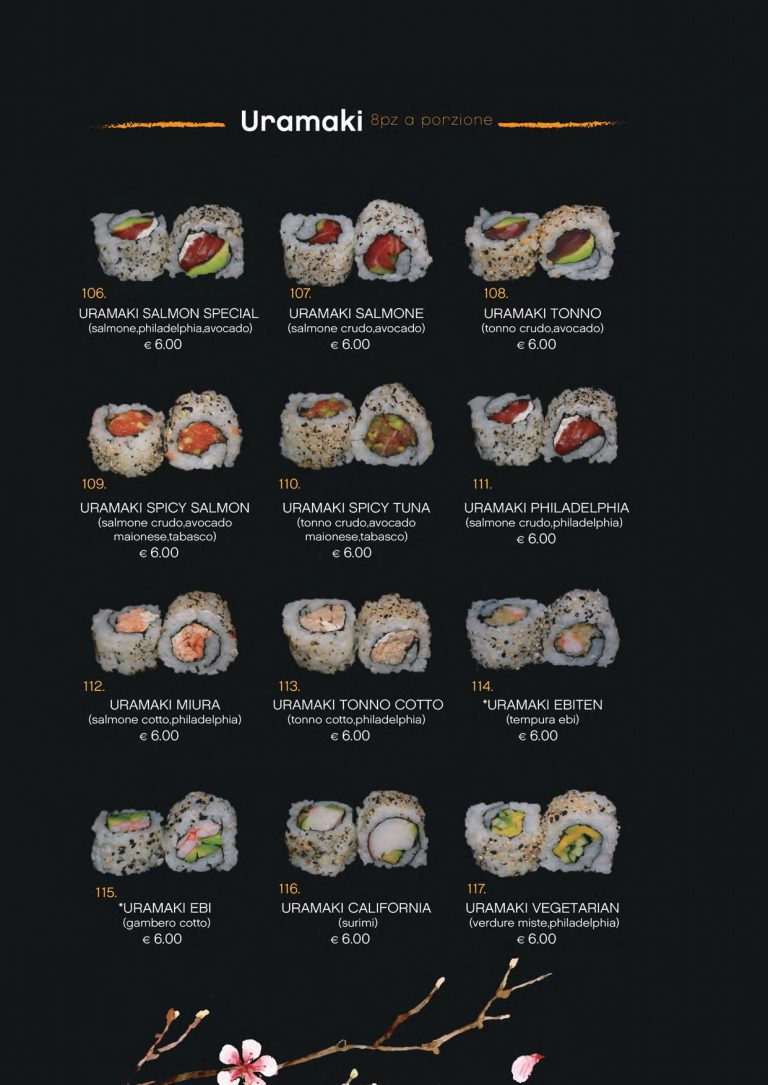 Uramaki 8pz a porzione
106.
URAMAKI SALMON SPECIAL
(salmone,philadelphia,avocado)
€ 6.00
107.
URAMAKI SALMONE
(salmone crudo,avocado)
€ 6.00
108.
URAMAKI TONNO
(tonno crudo,avocado)
€ 6.00
109.
URAMAKI SPICY SALMON
(salmone crudo,avocado
maionese,tabasco)
€ 6.00
110.
URAMAKI SPICY TUNA
(tonno crudo,avocado
maionese,tabasco)
€ 6.00
111.
URAMAKI PHILADELPHIA
(salmone crudo,philadelphia)
€ 6.00
112.
URAMAKI MIURA
(salmone cotto,philadelphia)
€ 6.00
113.
URAMAKI TONNO COTTO
(tonno cotto,philadelphia)
€ 6.00
114.
*URAMAKI EBITEN
(tempura ebi)
€ 6.00
115.
*URAMAKI EBI
(gambero cotto)
€ 6.00
116.
URAMAKI CALIFORNIA
(surimi)
€ 6.00
117.
URAMAKI VEGETARIAN
(verdure miste,philadelphia)
€ 6.00